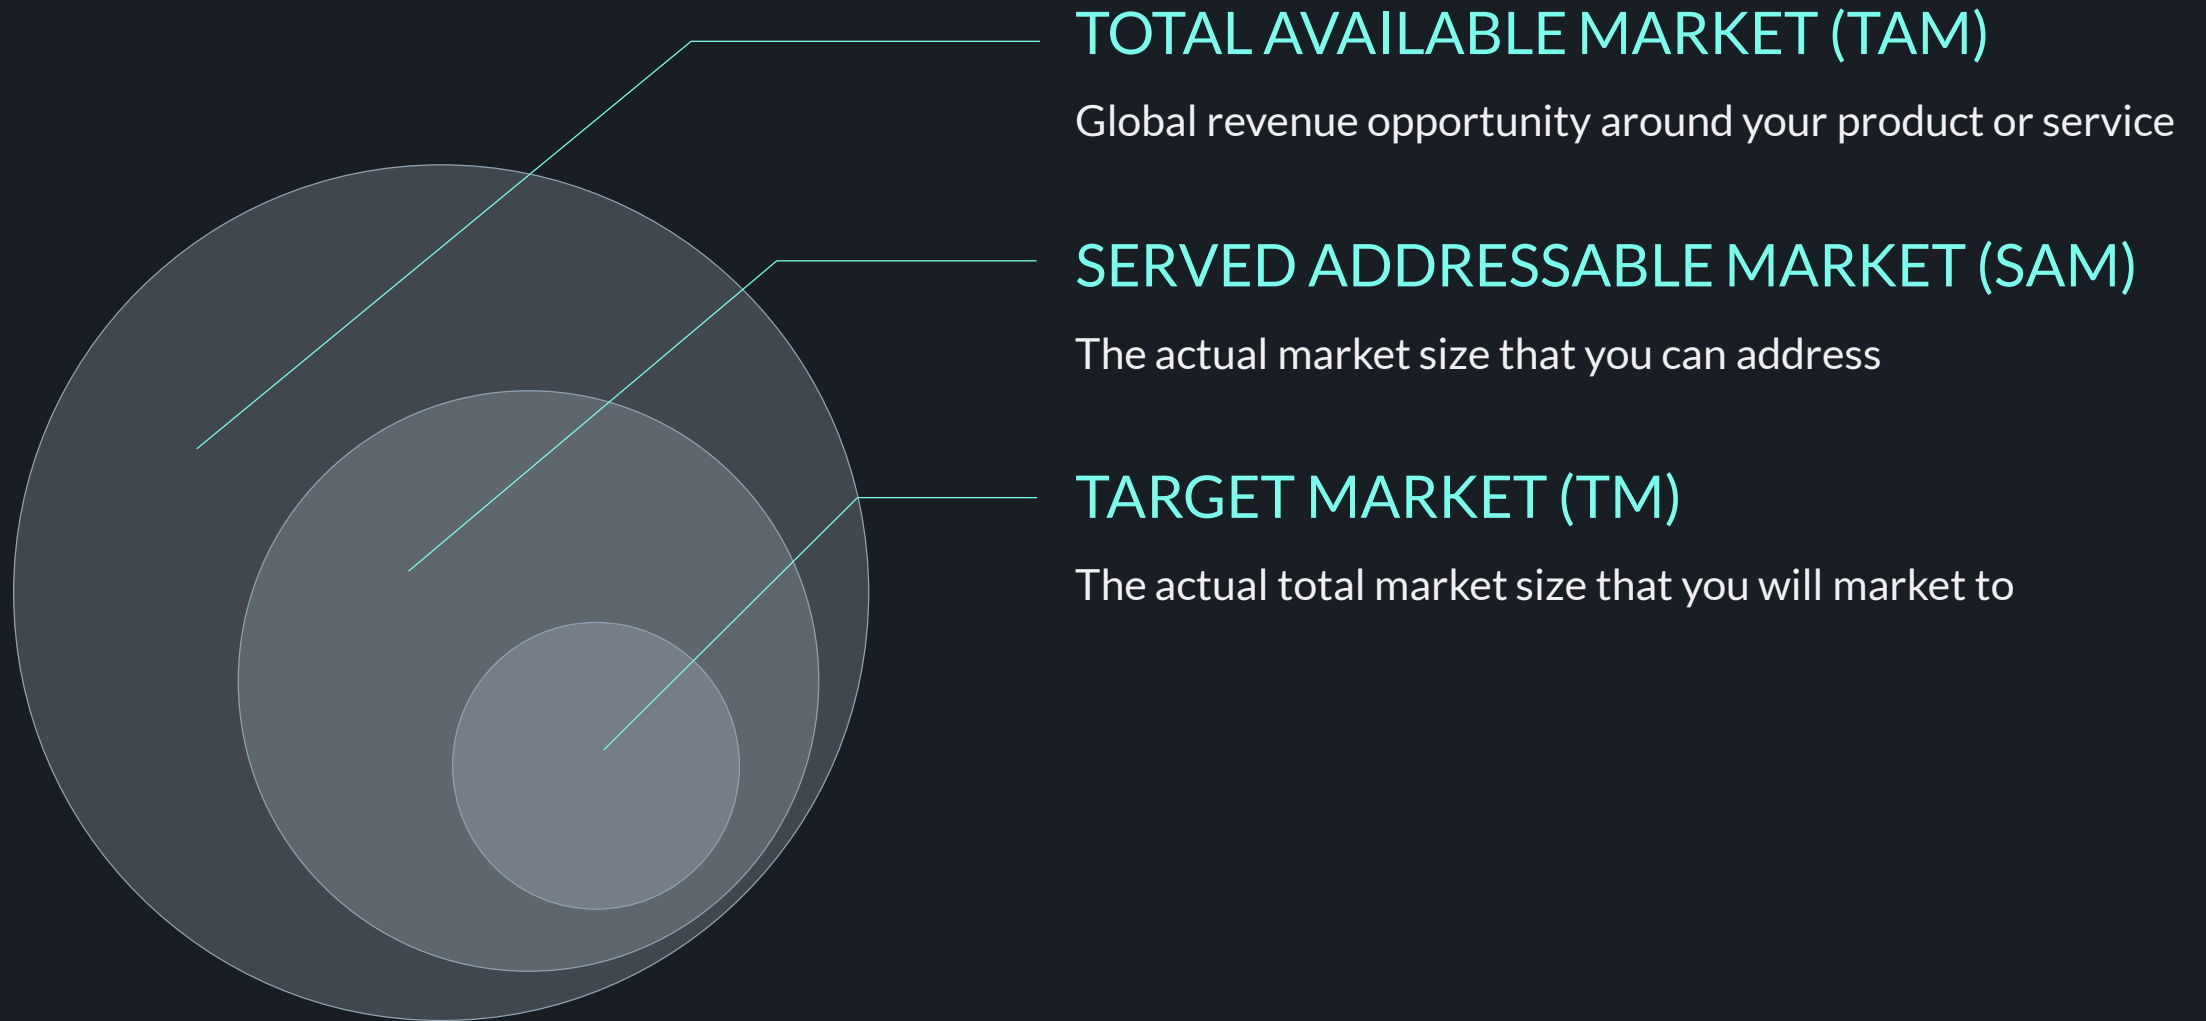 TOTAL AVAILABLE MARKET (TAM)
Global revenue opportunity around your product or service
SERVED ADDRESSABLE MARKET (SAM)
The actual market size that you can address
TARGET MARKET (TM)
The actual total market size that you will market to